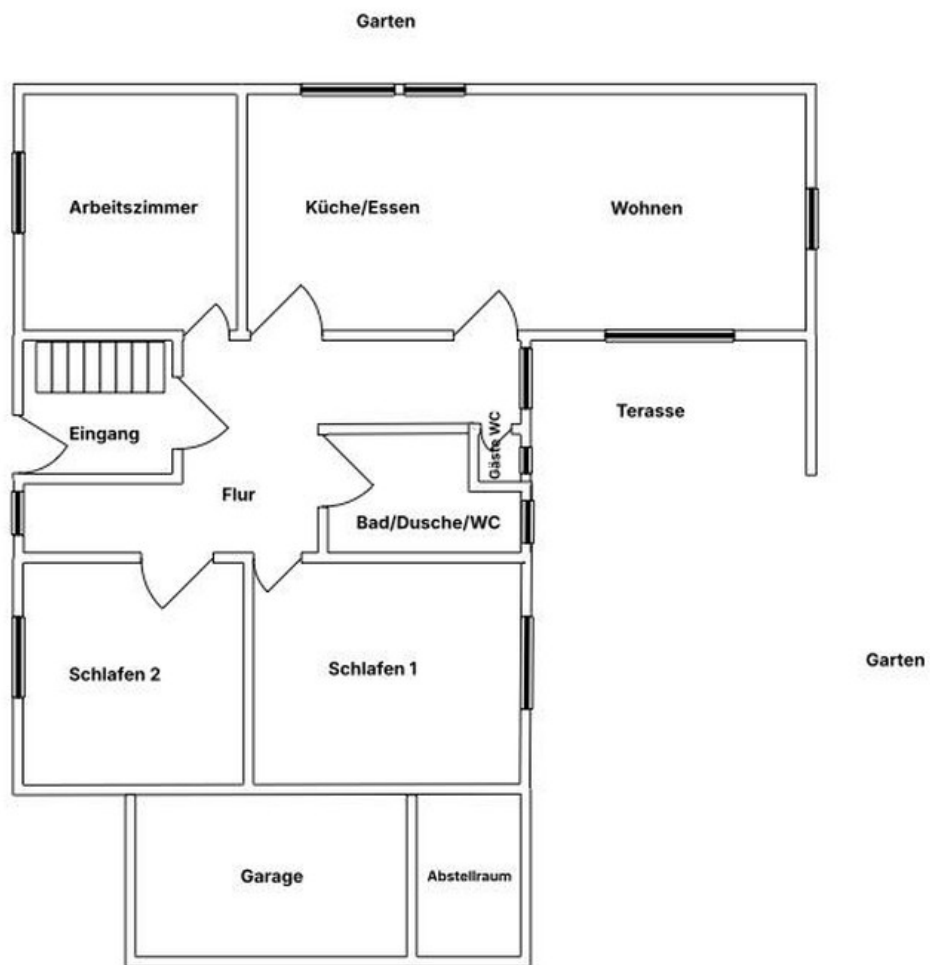 Garten
Arbeitszimmer
Küche/Essen
Wohnen
Terasse
Eingang
Gäste WC
Flur
Bad/Dusche/WC
Schlafen 2
Schlafen 1
Garten
Garage
Abstellraum